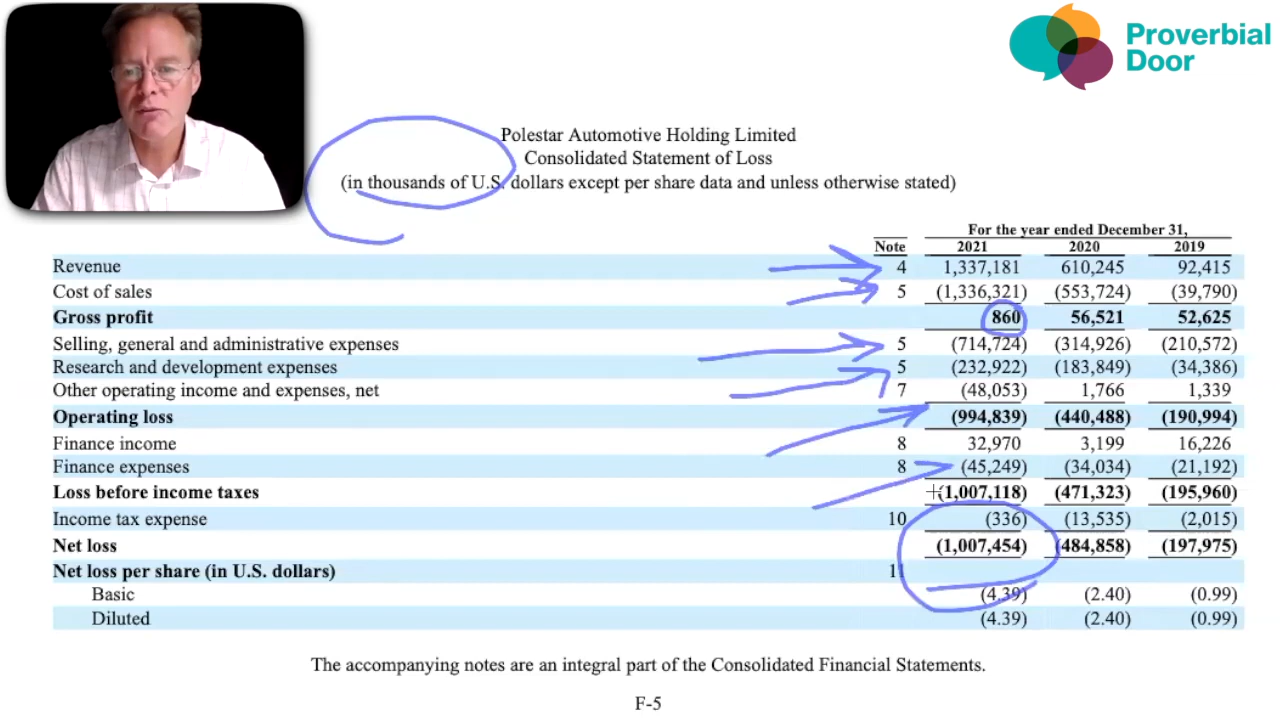 Proverbial
Door
Polestar Automotive Holding Limited
Consolidated Statement of Loss
(in thousands of U.S. dollars except per share data and unless otherwise stated)
For the year ended December 31,
Note 2021 2020 2019
Revenue 4 1,337,181 610,245 92,415
Cost of sales 5 (1,336,321) (553,724) (39,790)
Gross profit 860 56,521 52,625
Selling, general and administrative expenses 5 (714,724) (314,926) (210,572)
Research and development expenses 5 (232,922) (183,849) (34,386)
Other operating income and expenses, net 7 (48,053) 1,766 1,339
Operating loss (994,839) (440,488) (190,994)
Finance income 8 32,970 3,199 16,226
Finance expenses 8 (45,249) (34,034) (21,192)
Loss before income taxes (1,007,118) (471,323) (195,960)
Income tax expense 10 (336) (13,535) (2,015)
Net loss (1,007,454) (484,858) (197,975)
Net loss per share (in U.S. dollars) 11
Basic (4.39) (2.40) (0.99)
Diluted (4.39) (2.40) (0.99)
The accompanying notes are an integral part of the Consolidated Financial Statements.
F-5